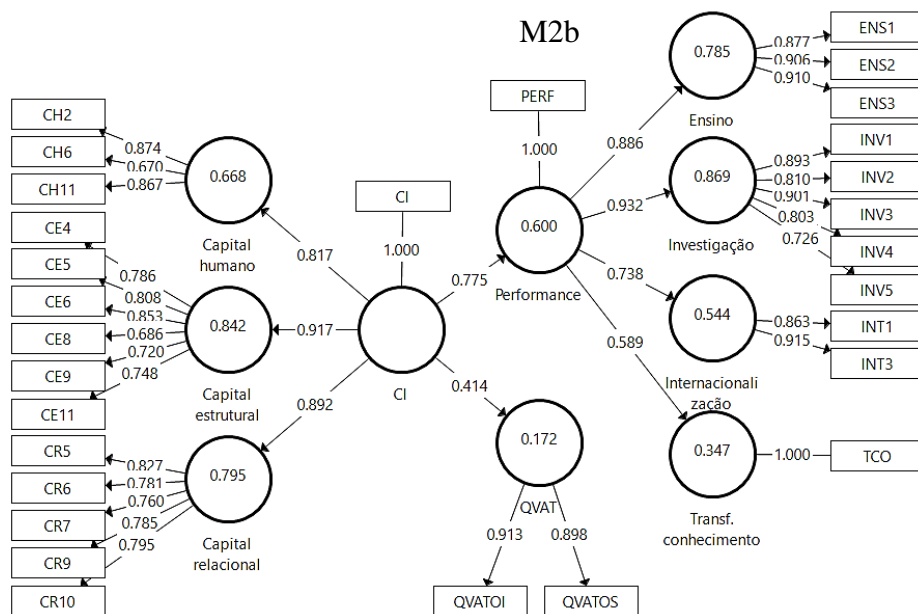 M2b
CH2
CH6
CH11
CE4
CE5
CE6
CE8
CE9
CE11
CR5
CR6
CR7
CR9
CR10
0.874
0.670
0.867
0.786
0.808
0.853
0.686
0.720
0.748
0.827
0.781
0.760
0.785
0.795
0.668
Capital
humano
0.842
Capital
estrutural
0.795
Capital
relacional
0.817
0.917
0.892
CI
1.000
CI
0.775
0.414
PERF
1.000
0.600
Performance
0.172
QVAT
0.913
0.898
QVATOI
QVATOS
0.886
0.932
0.738
0.589
0.785
Ensino
0.869
Investigação
0.544
Internacionali
zação
0.347
Transf.
conhecimento
0.877
0.906
0.910
0.893
0.810
0.901
0.803
0.726
0.863
0.915
1.000
ENS1
ENS2
ENS3
INV1
INV2
INV3
INV4
INV5
INT1
INT3
TCO